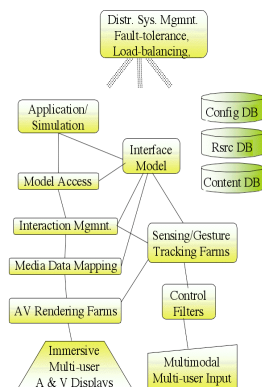 Distr. Sys. Mgmnt.
Fault-tolerance,
Load-balancing,
Application/
Simulation
Config DB
Interface
Model
Rsrc DB
Model Access
Content DB
Interaction Mgmnt.
Sensing/Gesture
Tracking Farms
Media Data Mapping
AV Rendering Farms
Control
Filters
Immersive
Multi-user
A & V Displays
Multimodal
Multi-user Input